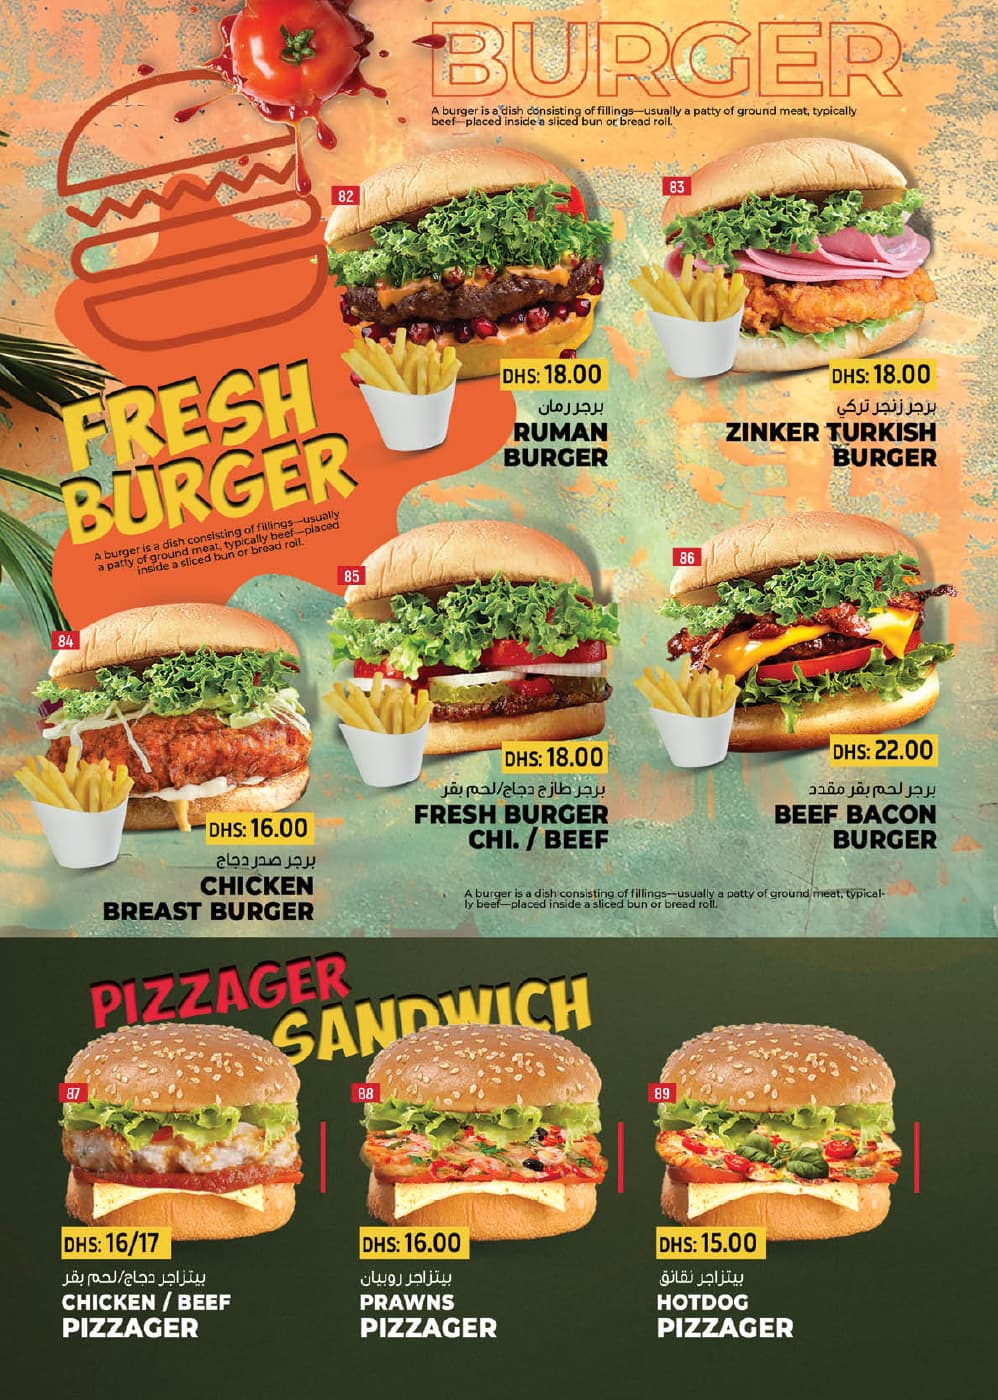 BURGER
A burger is a dish consisting of fillings—usually a patty of ground meat, typically
beef—placed inside a sliced bun or bread roll.
82
DHS: 18.00
برجر رمان
RUMAN
BURGER
83
DHS: 18.00
برجر زنجر تركي
ZINKER TURKISH
BURGER
FRESH
BURGER
A burger is a dish consisting of fillings—usually
a patty of ground meat, typically beef—placed
inside a sliced bun or bread roll.
84
DHS: 16.00
برجر صدر دجاج
CHICKEN
BREAST BURGER
85
DHS: 18.00
برجر طازج دجاج/لحم بقر
FRESH BURGER
CHI. / BEEF
86
DHS: 22.00
برجر لحم بقر مقدد
BEEF BACON
BURGER
A burger is a dish consisting of fillings—usually a patty of ground meat, typical-
ly beef—placed inside a sliced bun or bread roll.
PIZZAGER
SANDWICH
87
DHS: 16/17
بيتزاجر دجاج/لحم بقر
CHICKEN / BEEF
PIZZAGER
88
DHS: 16.00
بيتزاجر روبيان
PRAWNS
PIZZAGER
89
DHS: 15.00
بيتزاجر نقانق
HOTDOG
PIZZAGER